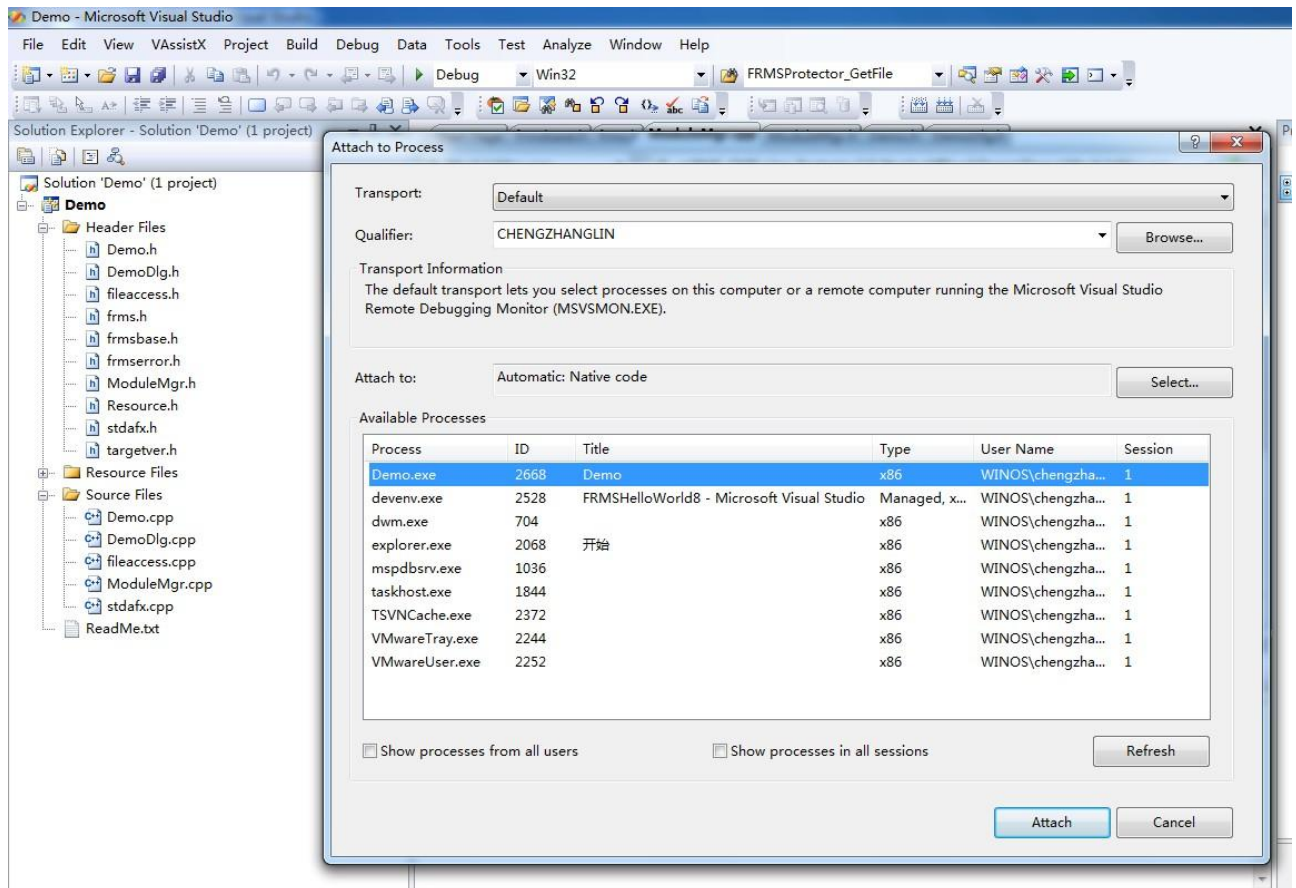 Demo - Microsoft Visual Studio
File Edit View VAssistX Project Build Debug Data Tools Test Analyze Window Help
Debug Win32 FRMSProtector_GetFile
Solution Explorer - Solution 'Demo' (1 project)
Solution 'Demo' (1 project)
Demo
Header Files
Demo.h
DemoDlg.h
fileaccess.h
frms.h
frmsbase.h
frmserror.h
ModuleMgr.h
Resource.h
stdafx.h
targetver.h
Resource Files
Source Files
Demo.cpp
DemoDlg.cpp
fileaccess.cpp
ModuleMgr.cpp
stdafx.cpp
ReadMe.txt
Attach to Process
Transport: Default
Qualifier: CHENGZHANGLIN Browse...
Transport Information
The default transport lets you select processes on this computer or a remote computer running the Microsoft Visual Studio
Remote Debugging Monitor (MSVSMON.EXE).
Attach to: Automatic: Native code Select...
Available Processes
Process ID Title Type User Name Session
Demo.exe 2668 Demo x86 WINOS\chengzha... 1
devenv.exe 2528 FRMSHelloWorld8 - Microsoft Visual Studio Managed, x... WINOS\chengzha... 1
dwm.exe 704 x86 WINOS\chengzha... 1
explorer.exe 2068 开始 x86 WINOS\chengzha... 1
mspdbsrv.exe 1036 x86 WINOS\chengzha... 1
taskhost.exe 1844 x86 WINOS\chengzha... 1
TSVNCache.exe 2372 x86 WINOS\chengzha... 1
VMwareTray.exe 2244 x86 WINOS\chengzha... 1
VMwareUser.exe 2252 x86 WINOS\chengzha... 1
Show processes from all users Show processes in all sessions Refresh
Attach Cancel